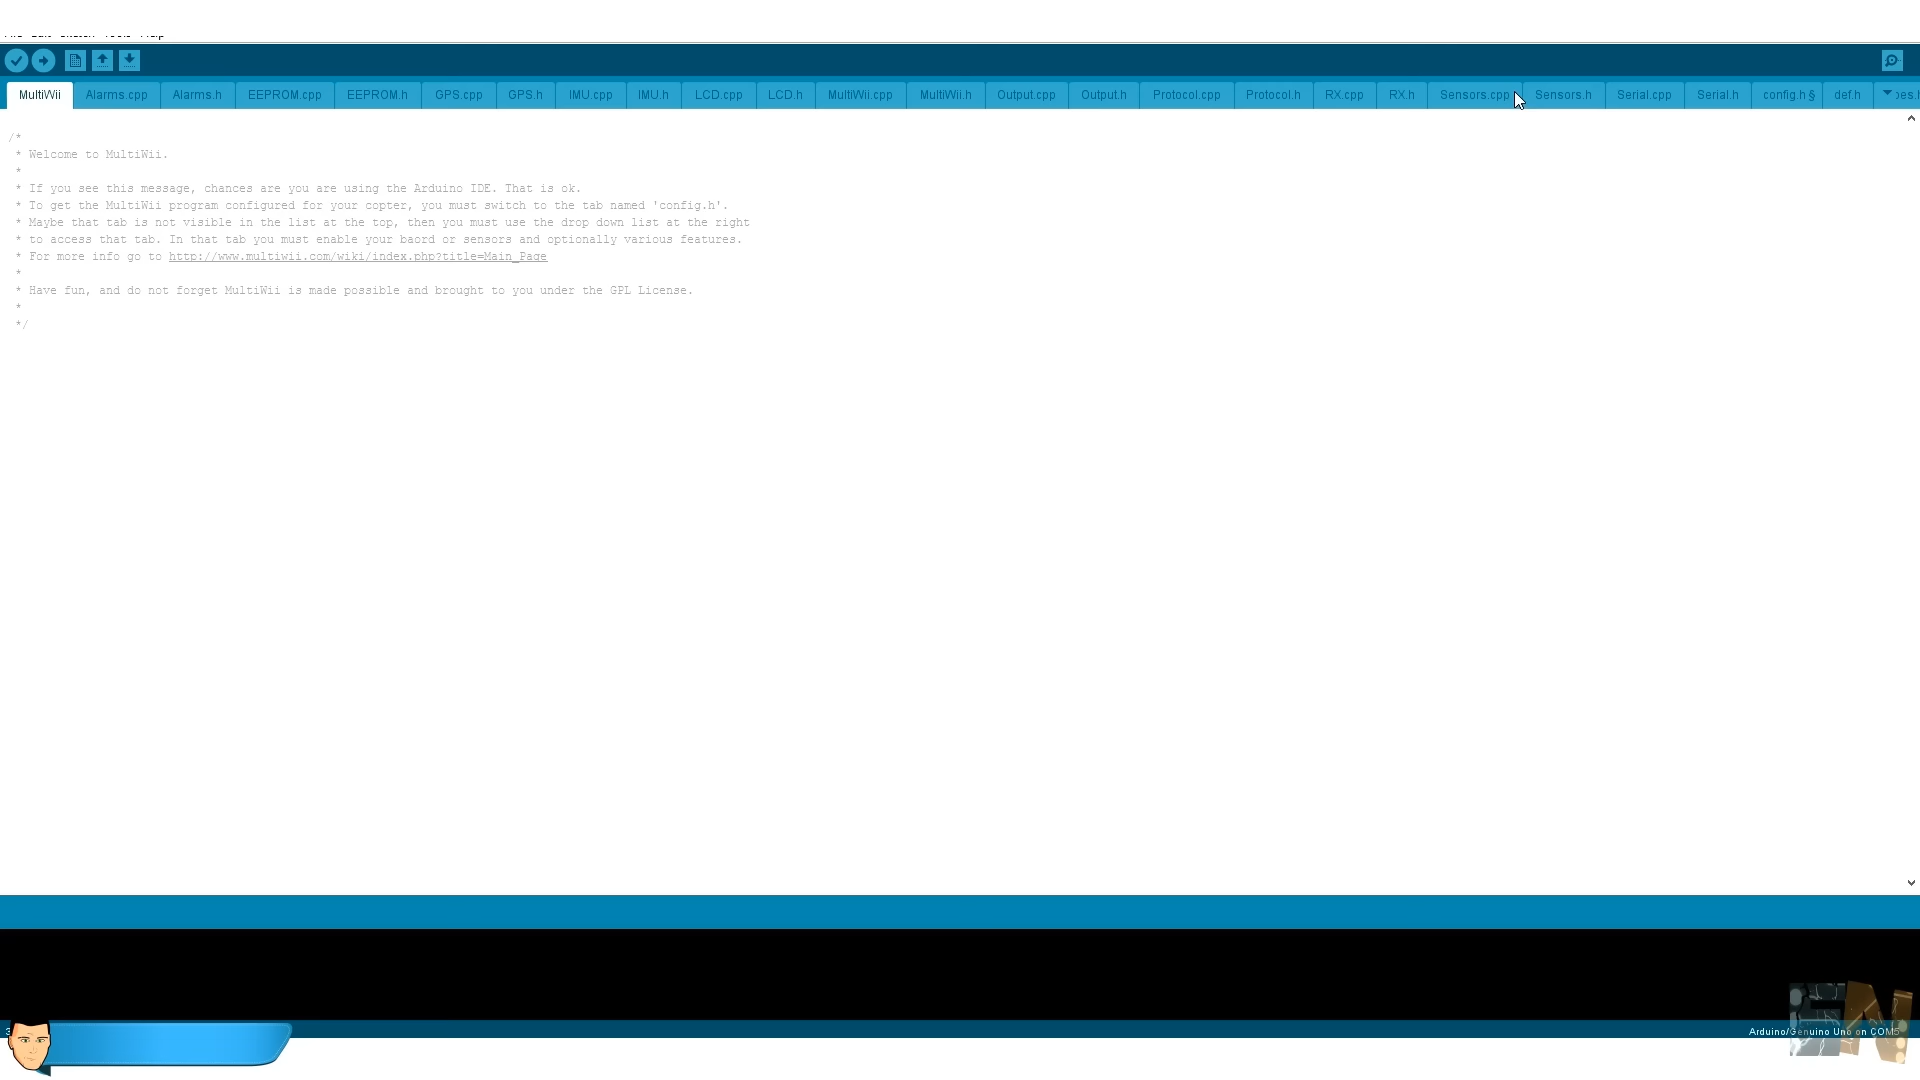 MultiWii Alarms.cpp Alarms.h EEPROM.cpp EEPROM.h GPS.cpp GPS.h IMU.cpp IMU.h LCD.cpp LCD.h MultiWii.cpp MultiWii.h Output.cpp Output.h Protocol.cpp Protocol.h RX.cpp RX.h Sensors.cpp Sensors.h Serial.cpp Serial.h config.h § def.h
/*
* Welcome to MultiWii.
*
* If you see this message, chances are you are using the Arduino IDE. That is ok.
* To get the MultiWii program configured for your copter, you must switch to the tab named 'config.h'.
* Maybe that tab is not visible in the list at the top, then you must use the drop down list at the right
* to access that tab. In that tab you must enable your baord or sensors and optionally various features.
* For more info go to http://www.multiwii.com/wiki/index.php?title=Main_Page
*
* Have fun, and do not forget MultiWii is made possible and brought to you under the GPL License.
*
*/
Arduino/Genuino Uno on COM5